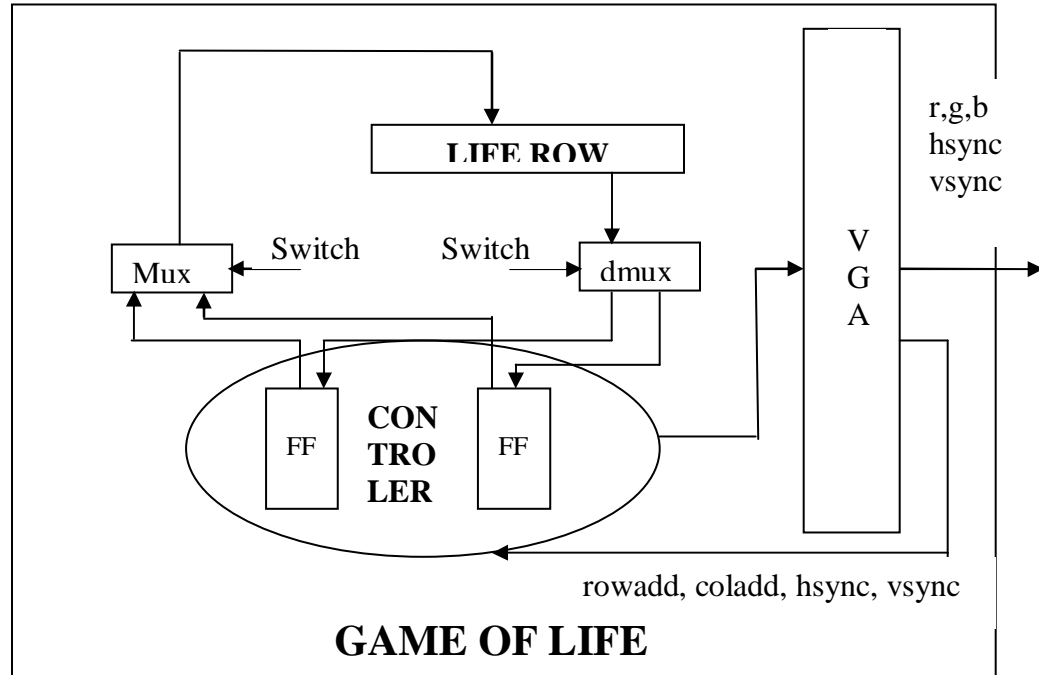 r,g,b
hsync
vsync
LIFE ROW
Switch
Switch
Mux
dmux
V
G
A
FF
CON
TRO
LER
FF
rowadd, coladd, hsync, vsync
GAME OF LIFE